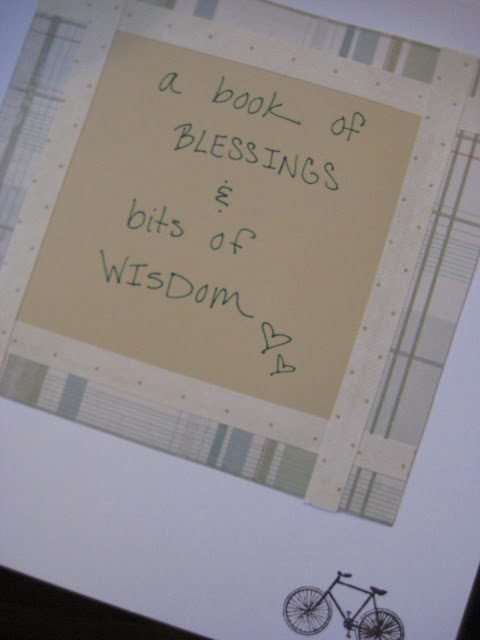 a book of
BLESSINGS
&
bits of
WISDOM